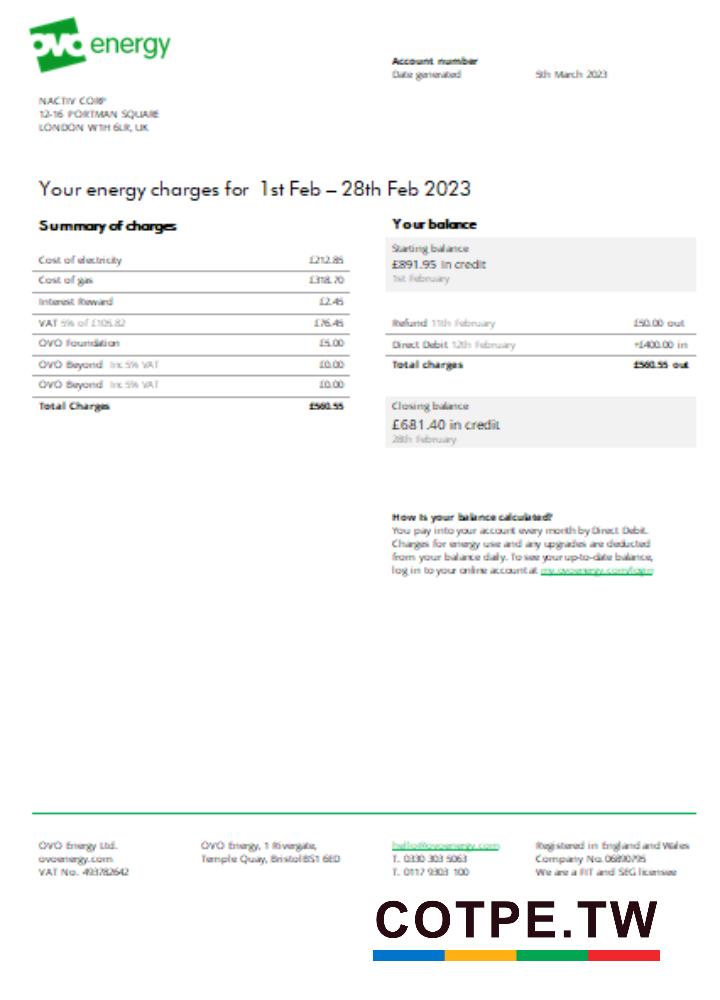 ovo energy
Account number
Date generated 5th March 2023
NACTIV CORP
12-16 PORTMAN SQUARE
LONDON W1H 6LR, UK
Your energy charges for 1st Feb – 28th Feb 2023
Summary of charges
Cost of electricity £212.85
Cost of gas £318.70
Interest Reward £2.45
VAT 5% of £105.82 £76.45
OVO Foundation £5.00
OVO Beyond Inc.5% VAT £0.00
OVO Beyond Inc.5% VAT £0.00
Total Charges £560.55
Your balance
Starting balance
£891.95 in credit
1st February
Refund 11th February £50.00 out
Direct Debit 12th February +£400.00 in
Total charges £560.55 out
Closing balance
£681.40 in credit
28th February
How is your balance calculated?
You pay into your account every month by Direct Debit.
Charges for energy use and any upgrades are deducted
from your balance daily. To see your up-to-date balance,
log in to your online account at my.ovoenergy.com/login
OVO Energy Ltd.
ovoenergy.com
VAT No. 493782642
OVO Energy, 1 Rivergate,
Temple Quay, Bristol BS1 6ED
hello@ovoenergy.com
T. 0330 303 5063
T. 0117 9303 100
Registered in England and Wales
Company No. 06890795
We are a FIT and SEG licensee
COTPE.TW